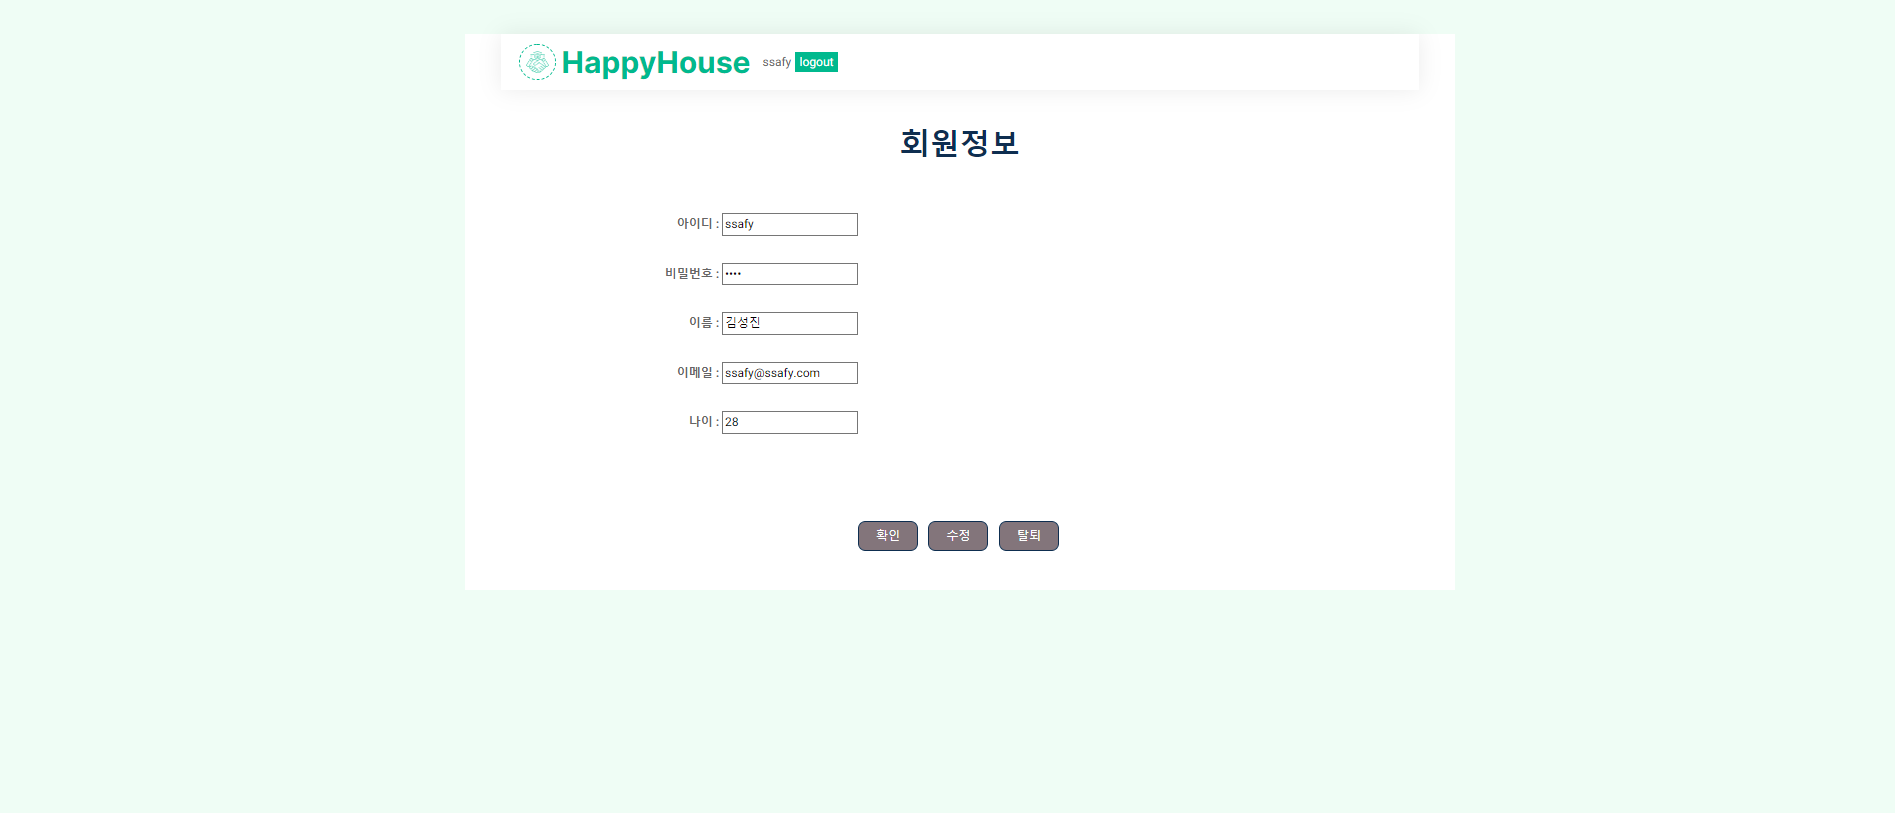 HappyHouse ssafy logout
회원정보
아이디 : ssafy
비밀번호 : ••••
이름 : 김성진
이메일 : ssafy@ssafy.com
나이 : 28
확인 수정 탈퇴